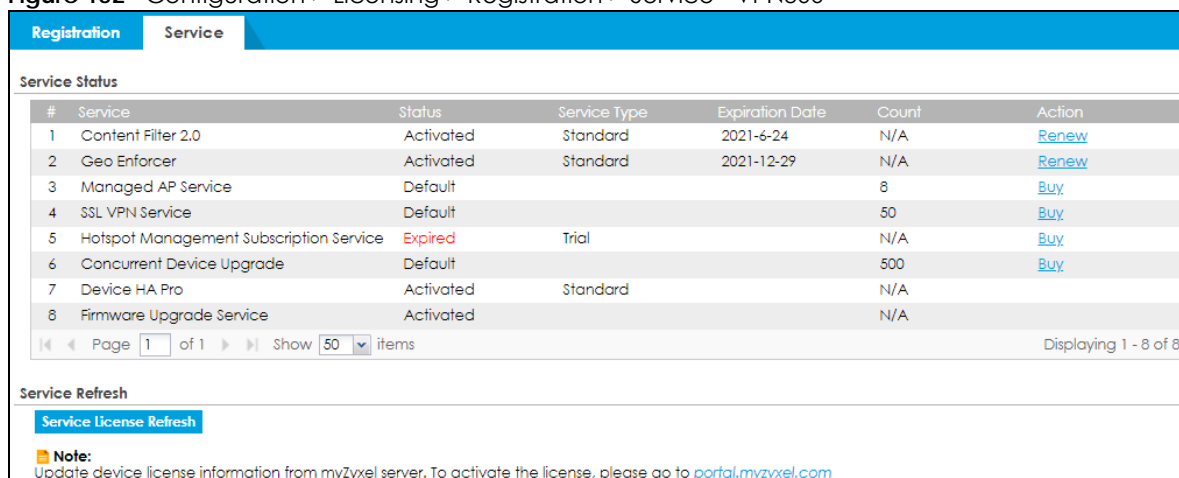 Configuration > Licensing > Registration > Service
Registration Service
Service Status
# Service Status Service Type Expiration Date Count Action
1 Content Filter 2.0 Activated Standard 2021-6-24 N/A Renew
2 Geo Enforcer Activated Standard 2021-12-29 N/A Renew
3 Managed AP Service Default 8 Buy
4 SSL VPN Service Default 50 Buy
5 Hotspot Management Subscription Service Expired Trial N/A Buy
6 Concurrent Device Upgrade Default 500 Buy
7 Device HA Pro Activated Standard N/A
8 Firmware Upgrade Service Activated N/A
Page 1 of 1 Show 50 items Displaying 1 - 8 of 8
Service Refresh
Service License Refresh
Note:
Update device license information from myZyxel server. To activate the license, please go to portal.myzyxel.com